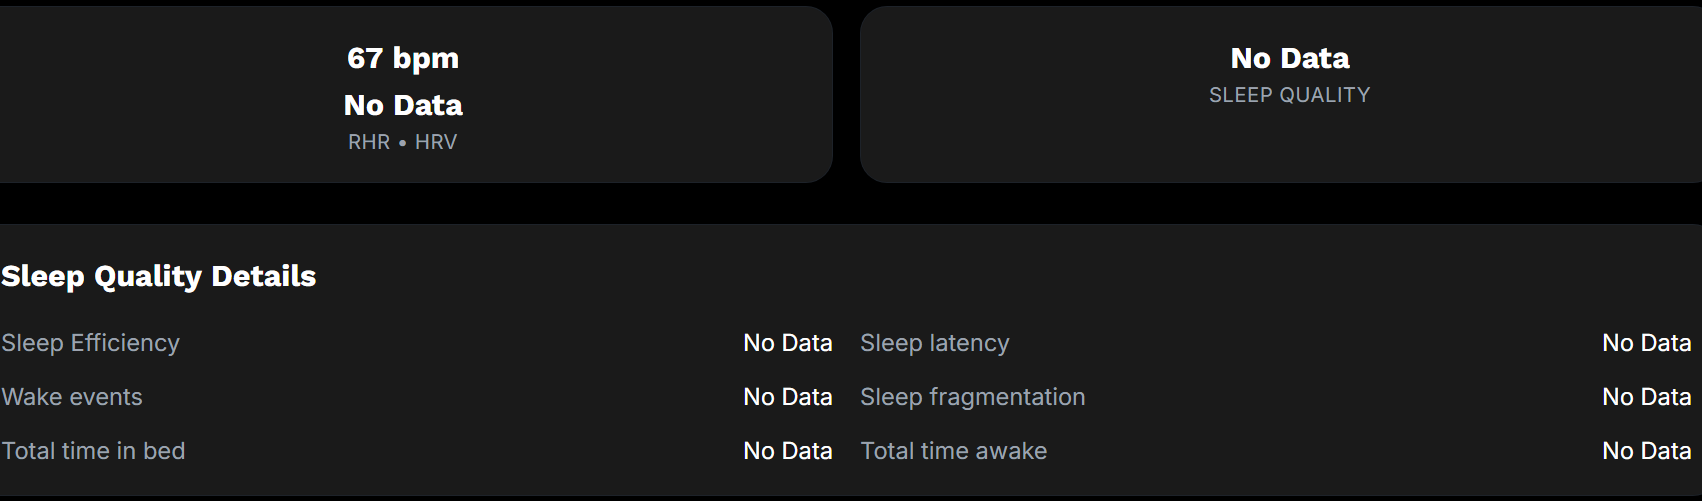 67 bpm
No Data
RHR • HRV
No Data
SLEEP QUALITY
Sleep Quality Details
Sleep Efficiency No Data
Sleep latency No Data
Wake events No Data
Sleep fragmentation No Data
Total time in bed No Data
Total time awake No Data